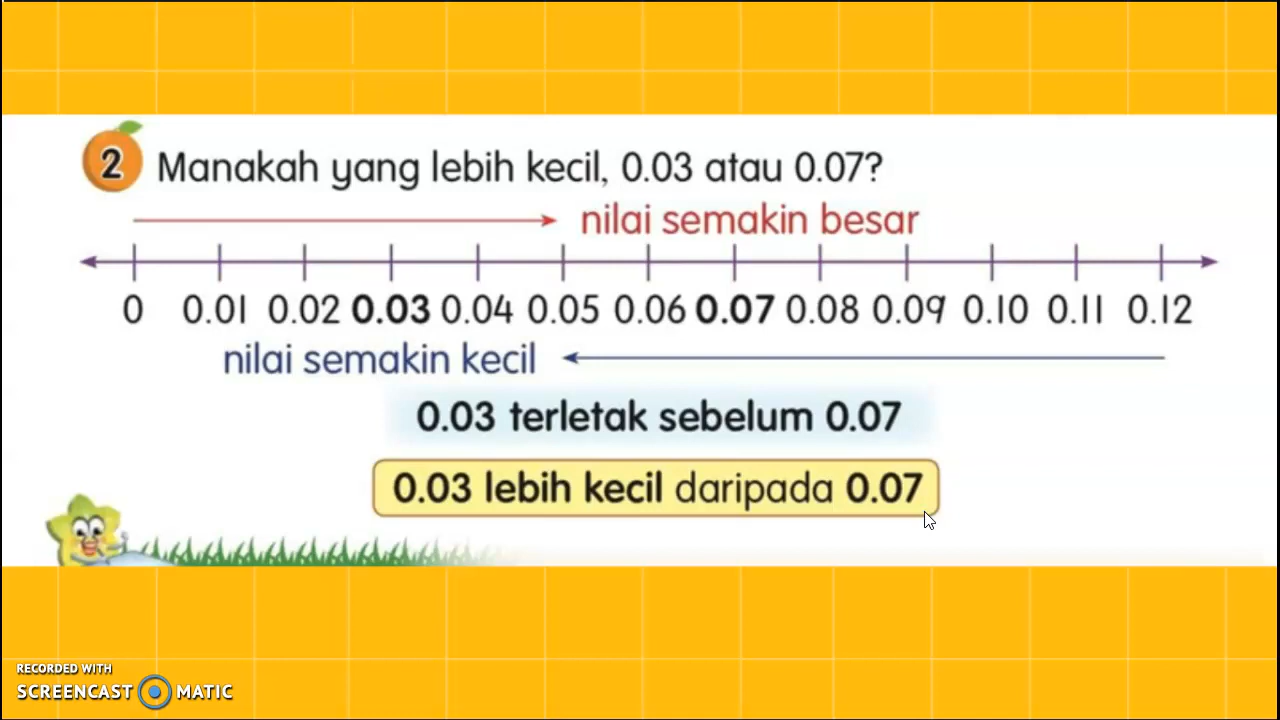 2 Manakah yang lebih kecil, 0.03 atau 0.07?
nilai semakin besar
0 0.01 0.02 0.03 0.04 0.05 0.06 0.07 0.08 0.09 0.10 0.11 0.12
nilai semakin kecil
0.03 terletak sebelum 0.07
0.03 lebih kecil daripada 0.07
RECORDED WITH
SCREENCAST MATIC